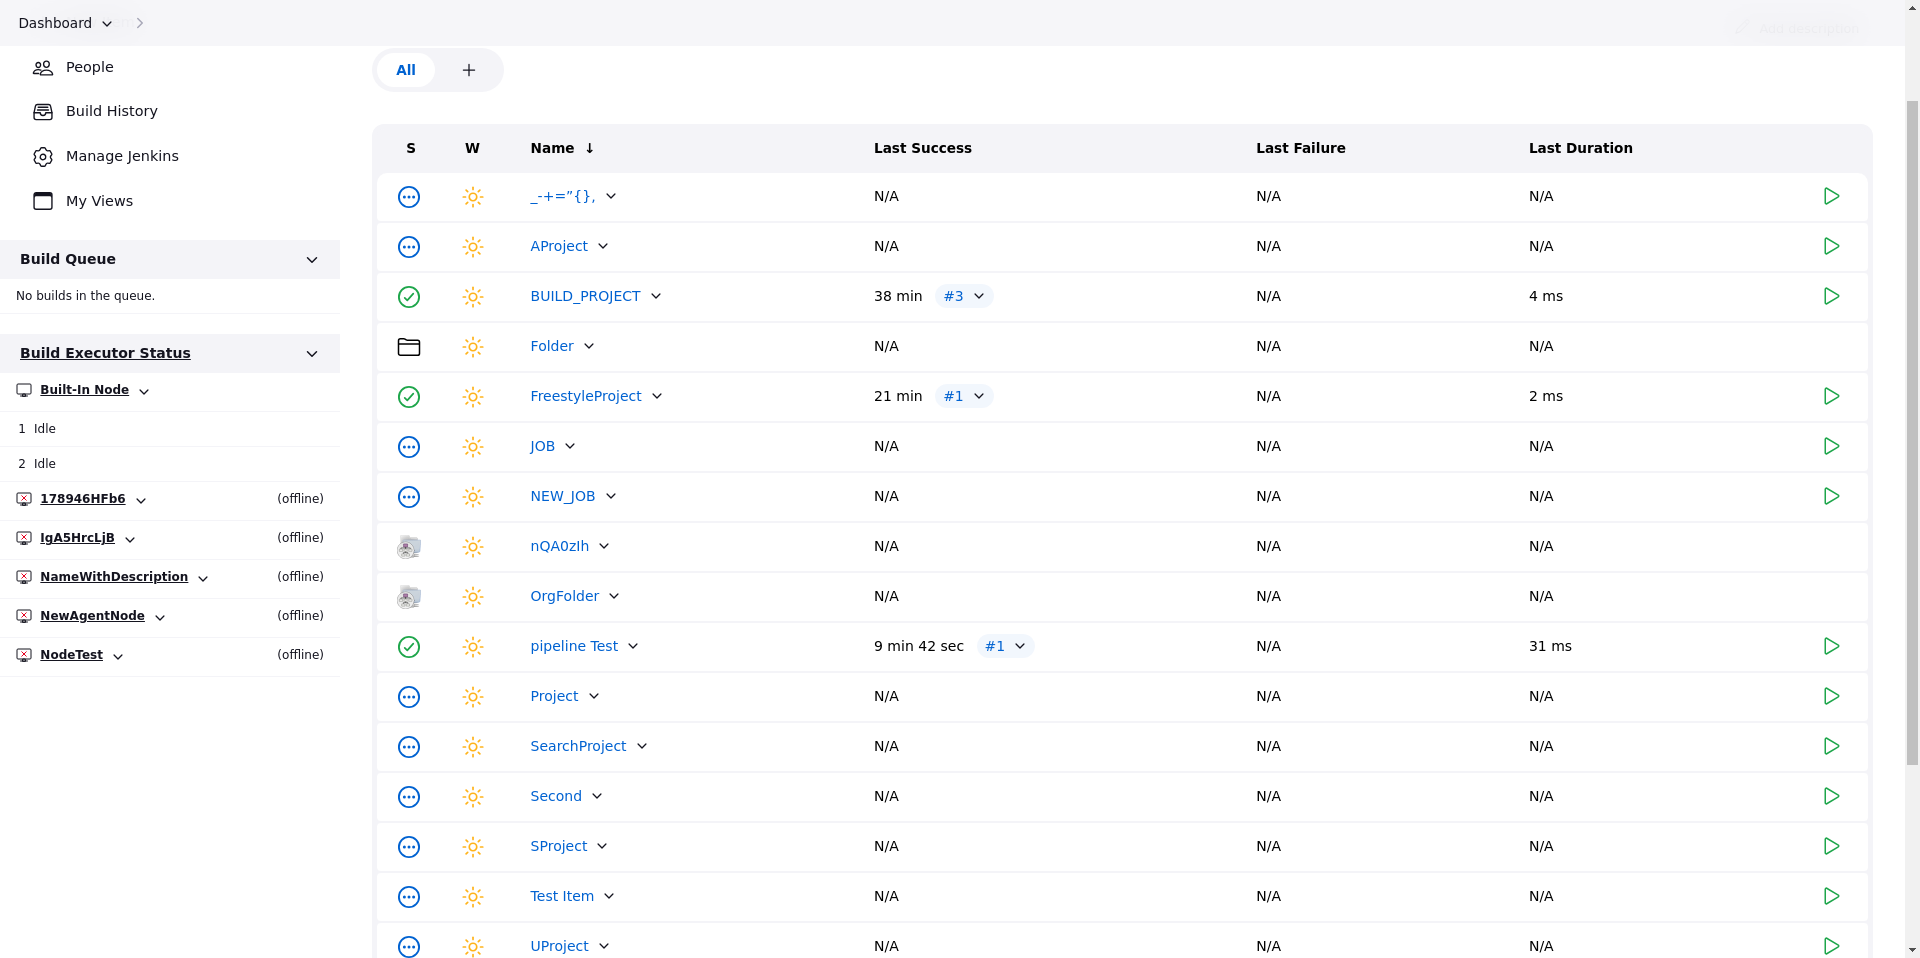 Dashboard
People
Build History
Manage Jenkins
My Views
Build Queue
No builds in the queue.
Build Executor Status
Built-In Node
1 Idle
2 Idle
178946HFb6 (offline)
IgA5HrcLjB (offline)
NameWithDescription (offline)
NewAgentNode (offline)
NodeTest (offline)
Add description
All +
S W Name ↓ Last Success Last Failure Last Duration
_-+=”{}, N/A N/A N/A
AProject N/A N/A N/A
BUILD_PROJECT 38 min #3 N/A 4 ms
Folder N/A N/A N/A
FreestyleProject 21 min #1 N/A 2 ms
JOB N/A N/A N/A
NEW_JOB N/A N/A N/A
nQA0zIh N/A N/A N/A
OrgFolder N/A N/A N/A
pipeline Test 9 min 42 sec #1 N/A 31 ms
Project N/A N/A N/A
SearchProject N/A N/A N/A
Second N/A N/A N/A
SProject N/A N/A N/A
Test Item N/A N/A N/A
UProject N/A N/A N/A